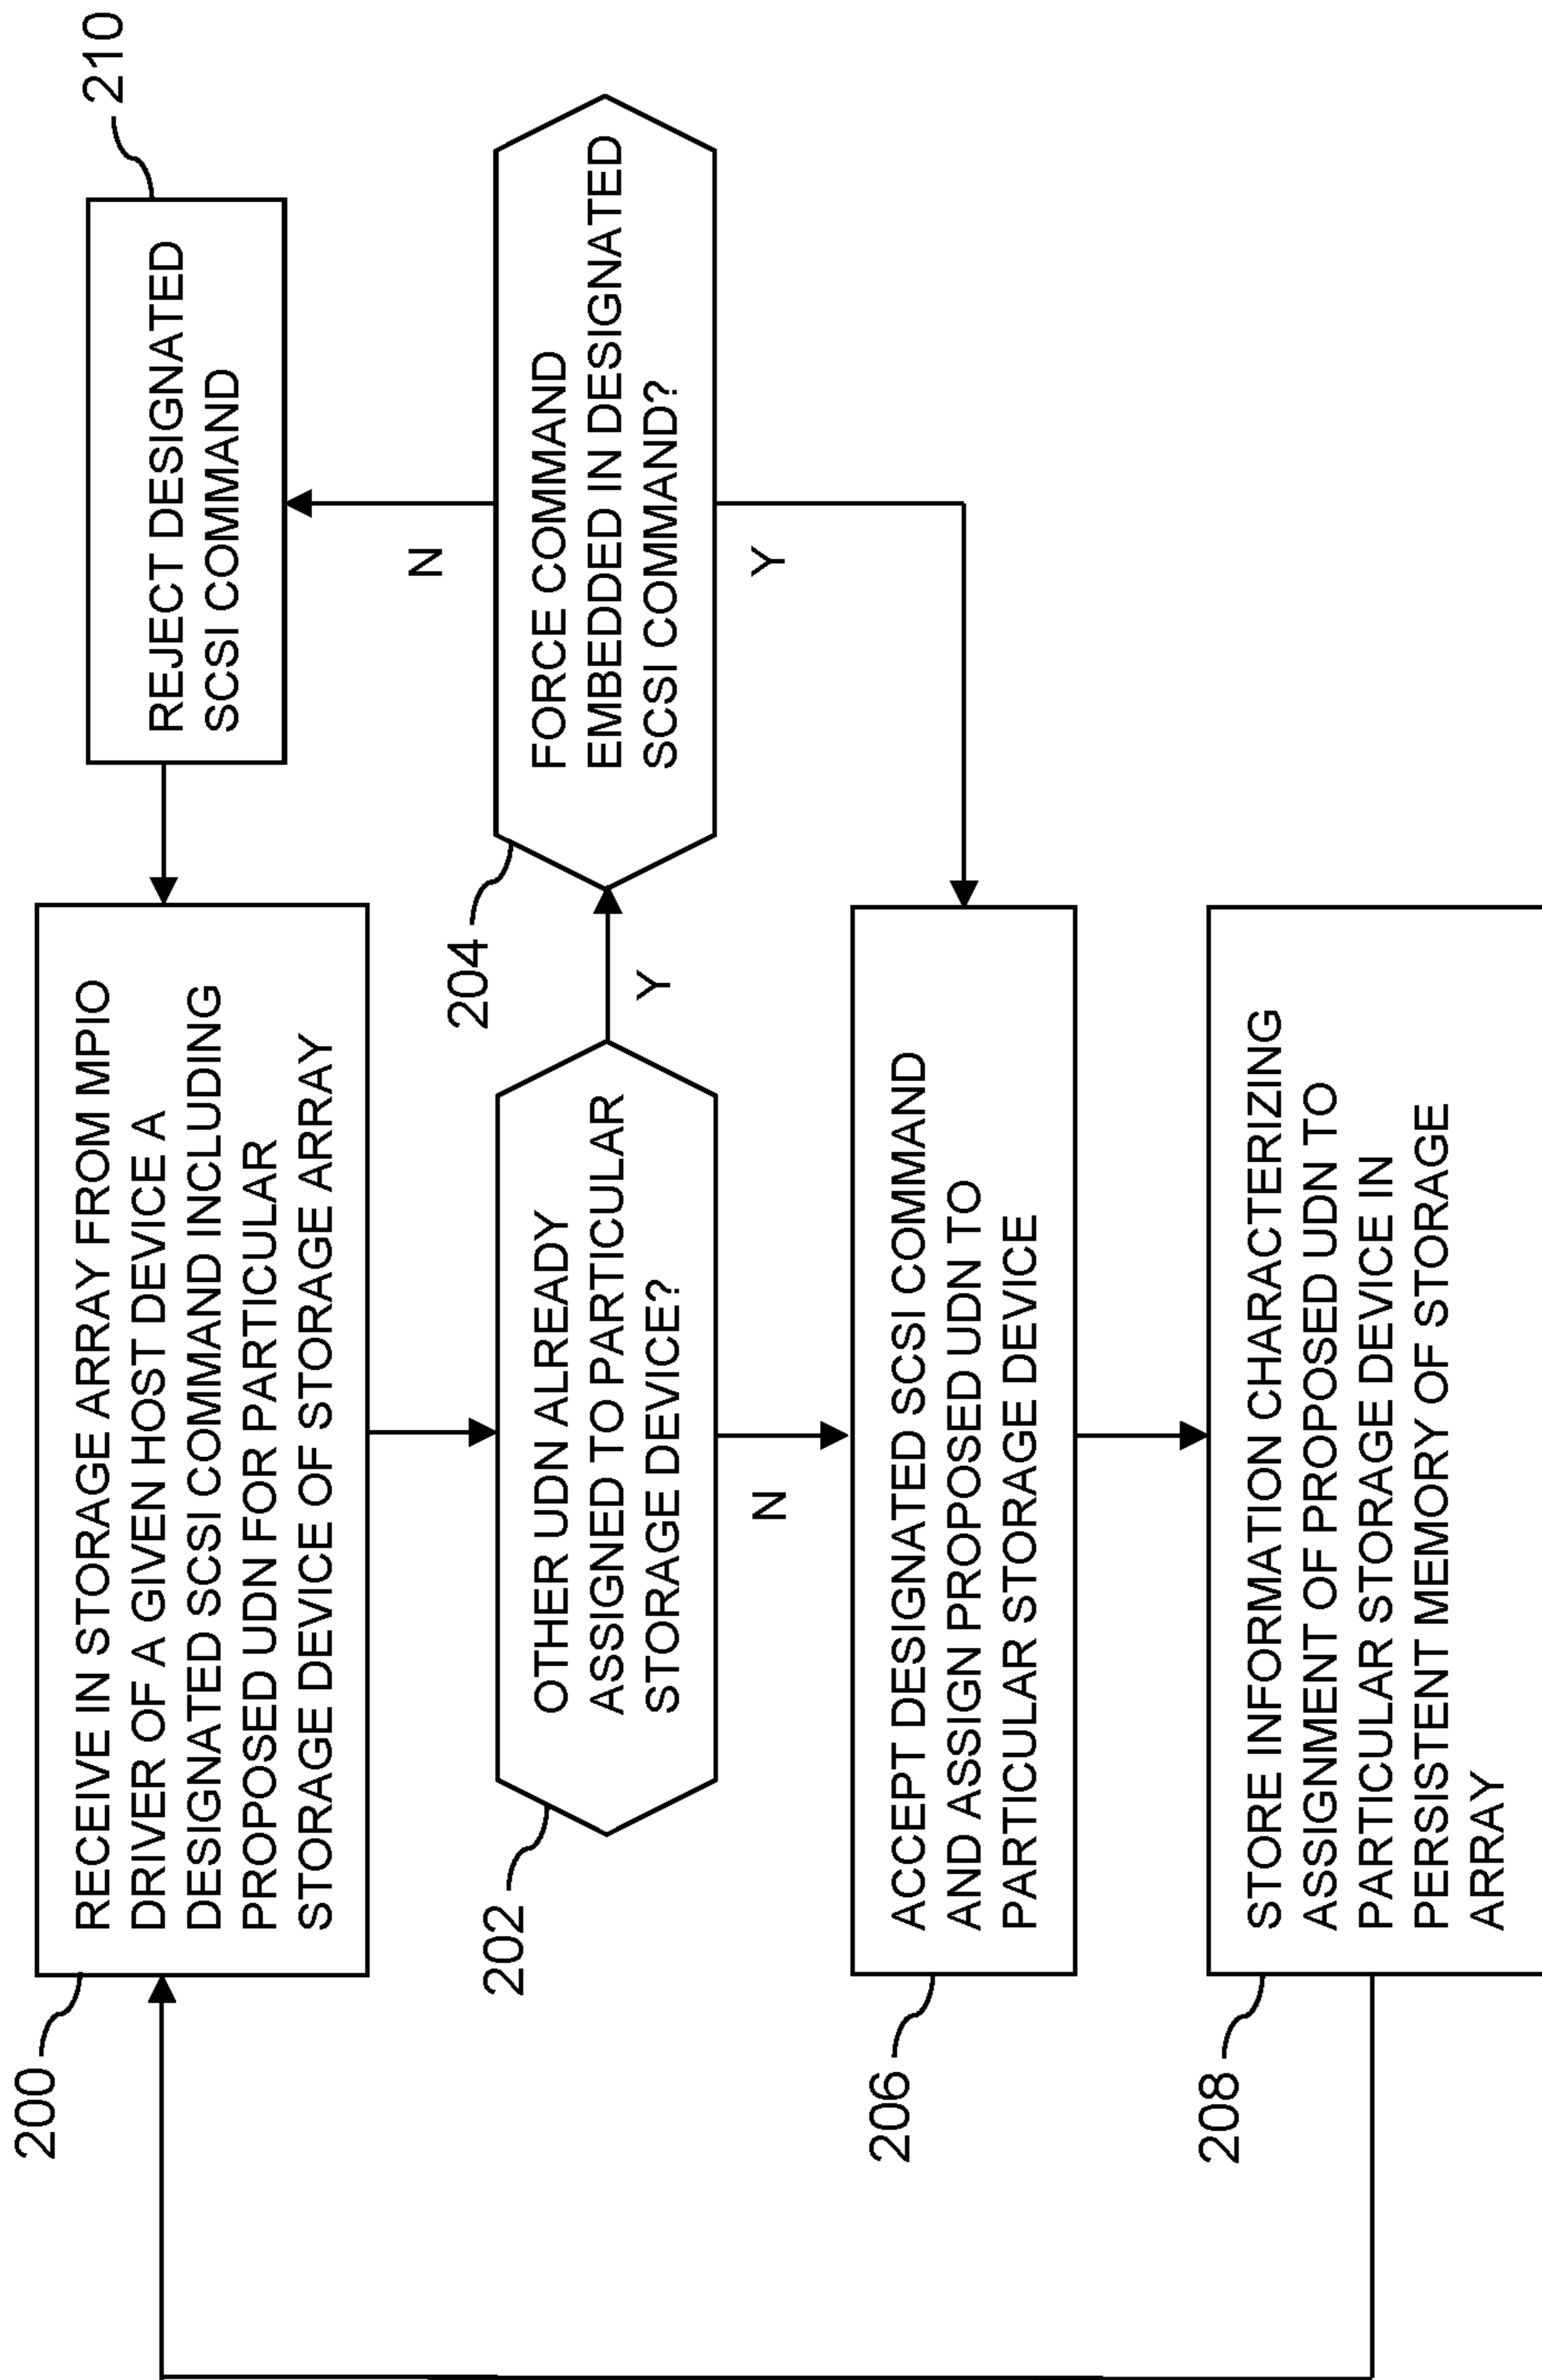 200
RECEIVE IN STORAGE ARRAY FROM MPIO
DRIVER OF A GIVEN HOST DEVICE A
DESIGNATED SCSI COMMAND INCLUDING
PROPOSED UDN FOR PARTICULAR
STORAGE DEVICE OF STORAGE ARRAY
210
REJECT DESIGNATED
SCSI COMMAND
N
202
OTHER UDN ALREADY
ASSIGNED TO PARTICULAR
STORAGE DEVICE?
Y
204
FORCE COMMAND
EMBEDDED IN DESIGNATED
SCSI COMMAND?
N
Y
206
ACCEPT DESIGNATED SCSI COMMAND
AND ASSIGN PROPOSED UDN TO
PARTICULAR STORAGE DEVICE
208
STORE INFORMATION CHARACTERIZING
ASSIGNMENT OF PROPOSED UDN TO
PARTICULAR STORAGE DEVICE IN
PERSISTENT MEMORY OF STORAGE
ARRAY